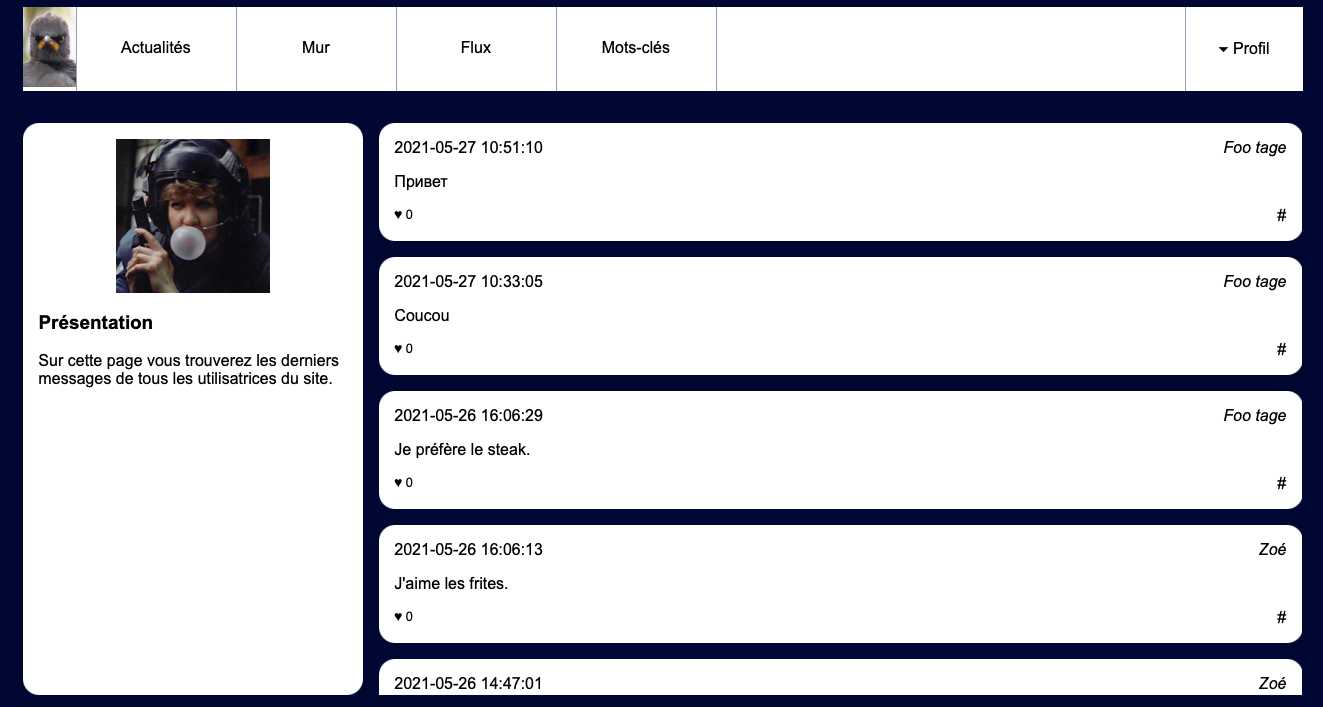 Actualités
Mur
Flux
Mots-clés
Profil
Présentation
Sur cette page vous trouverez les derniers
messages de tous les utilisatrices du site.
2021-05-27 10:51:10
Foo tage
Привет
♥ 0
#
2021-05-27 10:33:05
Foo tage
Coucou
♥ 0
#
2021-05-26 16:06:29
Foo tage
Je préfère le steak.
♥ 0
#
2021-05-26 16:06:13
Zoé
J'aime les frites.
♥ 0
#
2021-05-26 14:47:01
Zoé